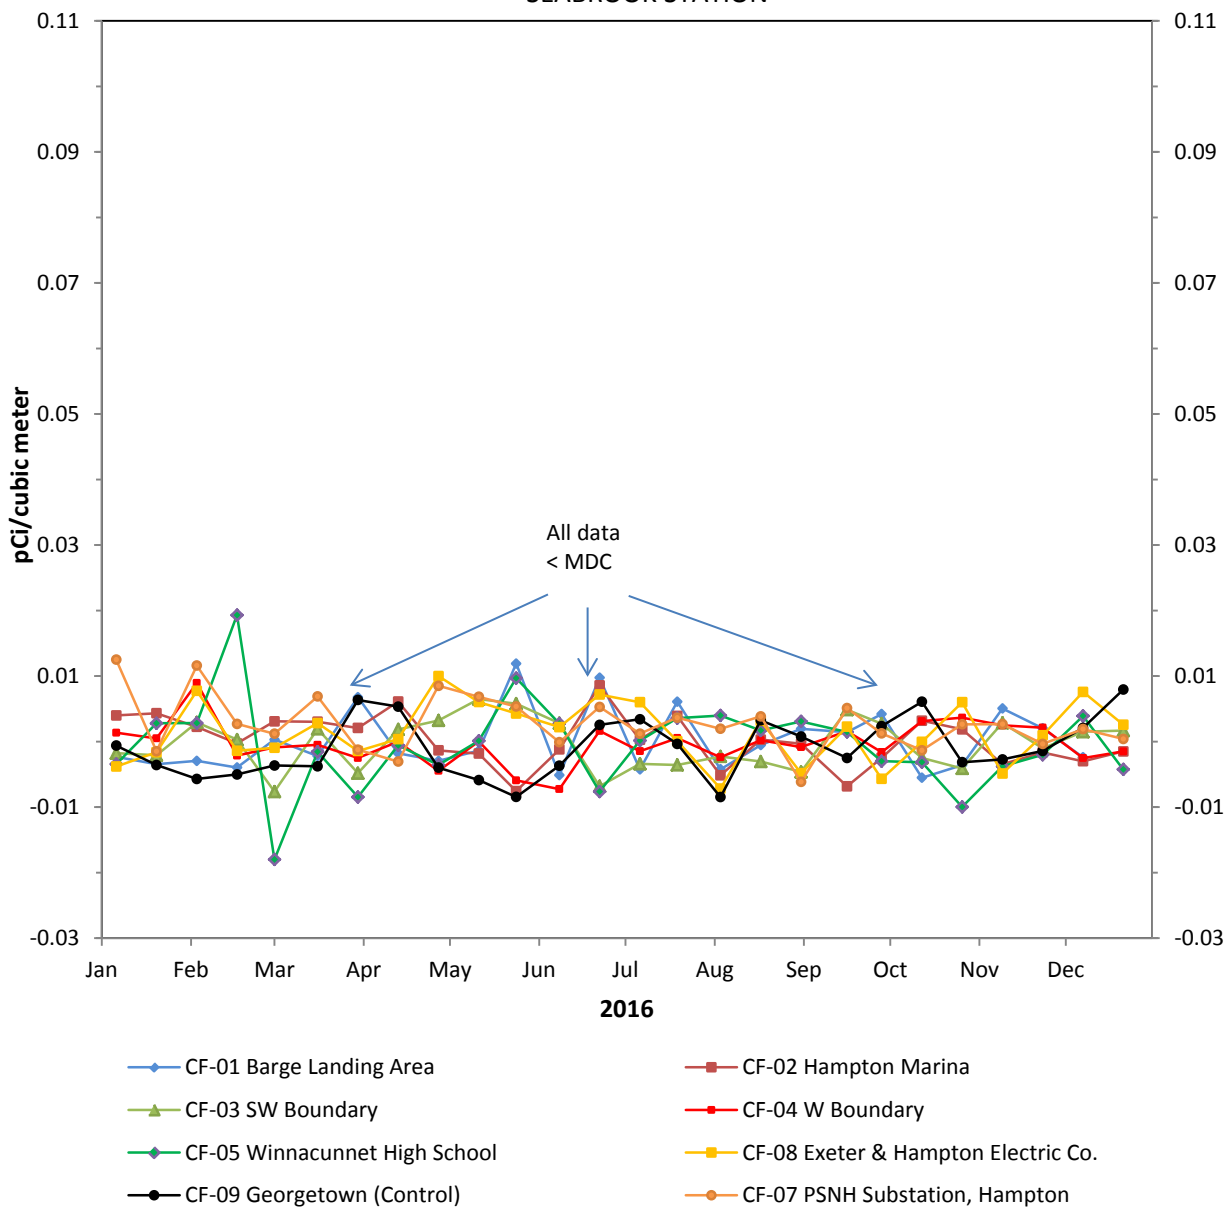 SEABROOK STATION
0.11 0.11
0.09 0.09
0.07 0.07
0.05 0.05
0.03 0.03
0.01 0.01
-0.01 -0.01
-0.03 -0.03
pCi/cubic meter
All data
< MDC
Jan Feb Mar Apr May Jun Jul Aug Sep Oct Nov Dec
2016
CF-01 Barge Landing Area CF-02 Hampton Marina
CF-03 SW Boundary CF-04 W Boundary
CF-05 Winnacunnet High School CF-08 Exeter & Hampton Electric Co.
CF-09 Georgetown (Control) CF-07 PSNH Substation, Hampton